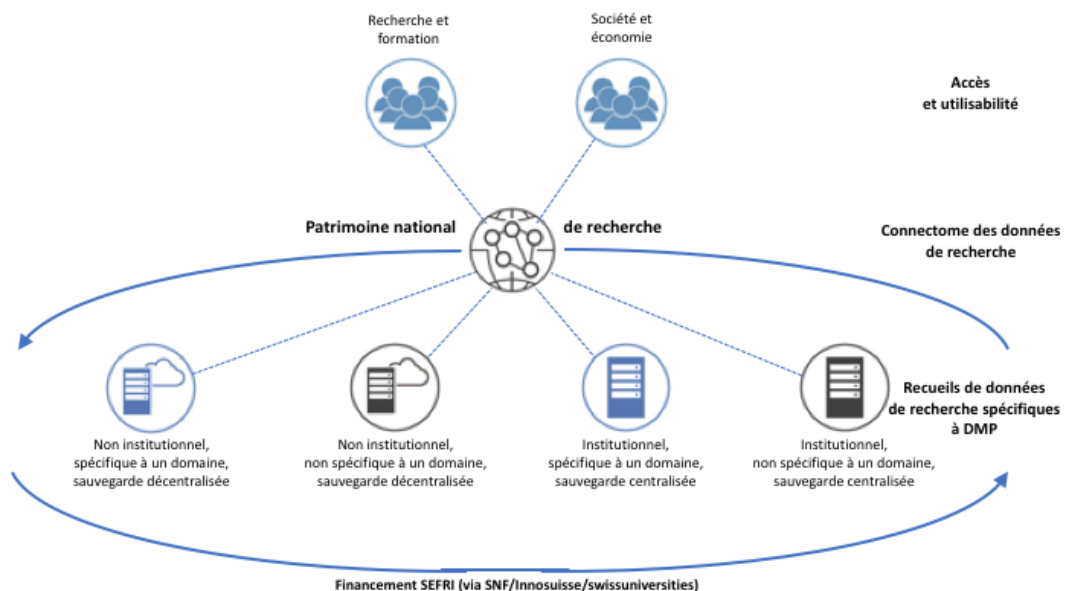 Recherche et
formation
Société et
économie
Accès
et utilisabilité
Patrimoine national
de recherche
Connectome des données
de recherche
Recueils de données
de recherche spécifiques
à DMP
Non institutionnel,
spécifique à un domaine,
sauvegarde décentralisée
Non institutionnel,
non spécifique à un domaine,
sauvegarde décentralisée
Institutionnel,
spécifique à un domaine,
sauvegarde centralisée
Institutionnel,
non spécifique à un domaine,
sauvegarde centralisée
Financement SEFRI (via SNF/Innosuisse/swissuniversities)